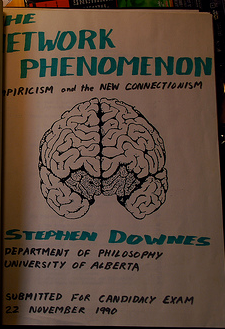 HE
ETWORK
PHENOMENON
PIRICISM and the NEW CONNECTIONISM
STEPHEN DOWNES
DEPARTMENT OF PHILOSOPHY
UNIVERSITY OF ALBERTA
SUBMITTED FOR CANDIDACY EXAM
22 NOVEMBER 1990